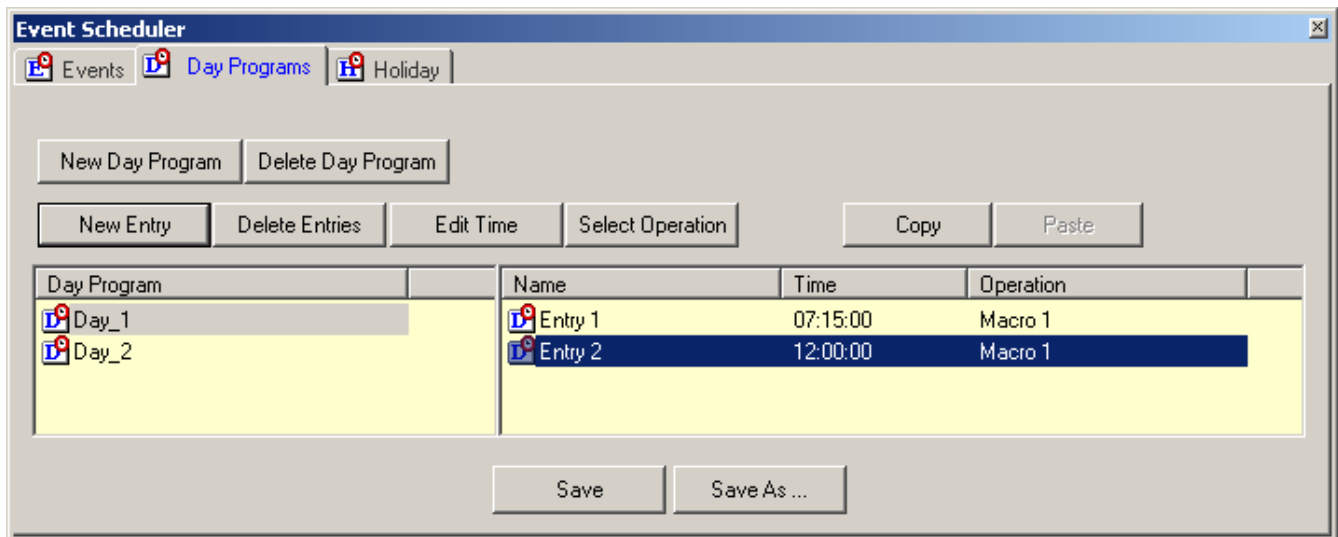 Event Scheduler
E Events D Day Programs H Holiday
New Day Program Delete Day Program
New Entry Delete Entries Edit Time Select Operation Copy Paste
Day Program Name Time Operation
D Day_1 D Entry 1 07:15:00 Macro 1
D Day_2 D Entry 2 12:00:00 Macro 1
Save Save As ...